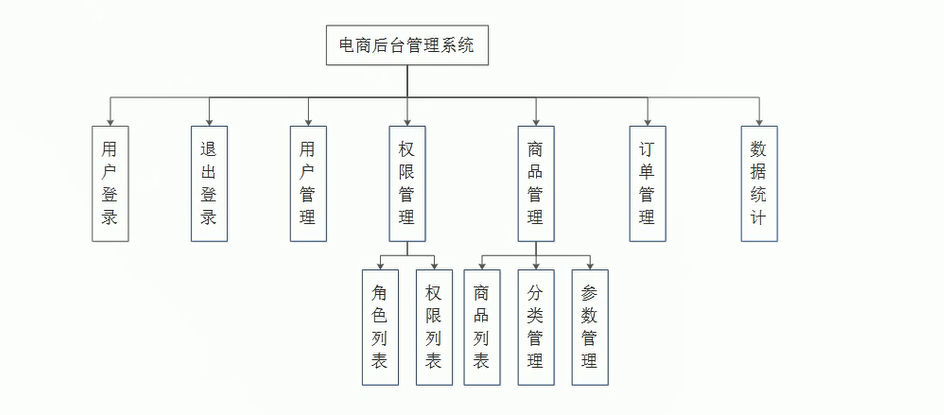 电商后台管理系统
用户登录
退出登录
用户管理
权限管理
商品管理
订单管理
数据统计
角色列表
权限列表
商品列表
分类管理
参数管理